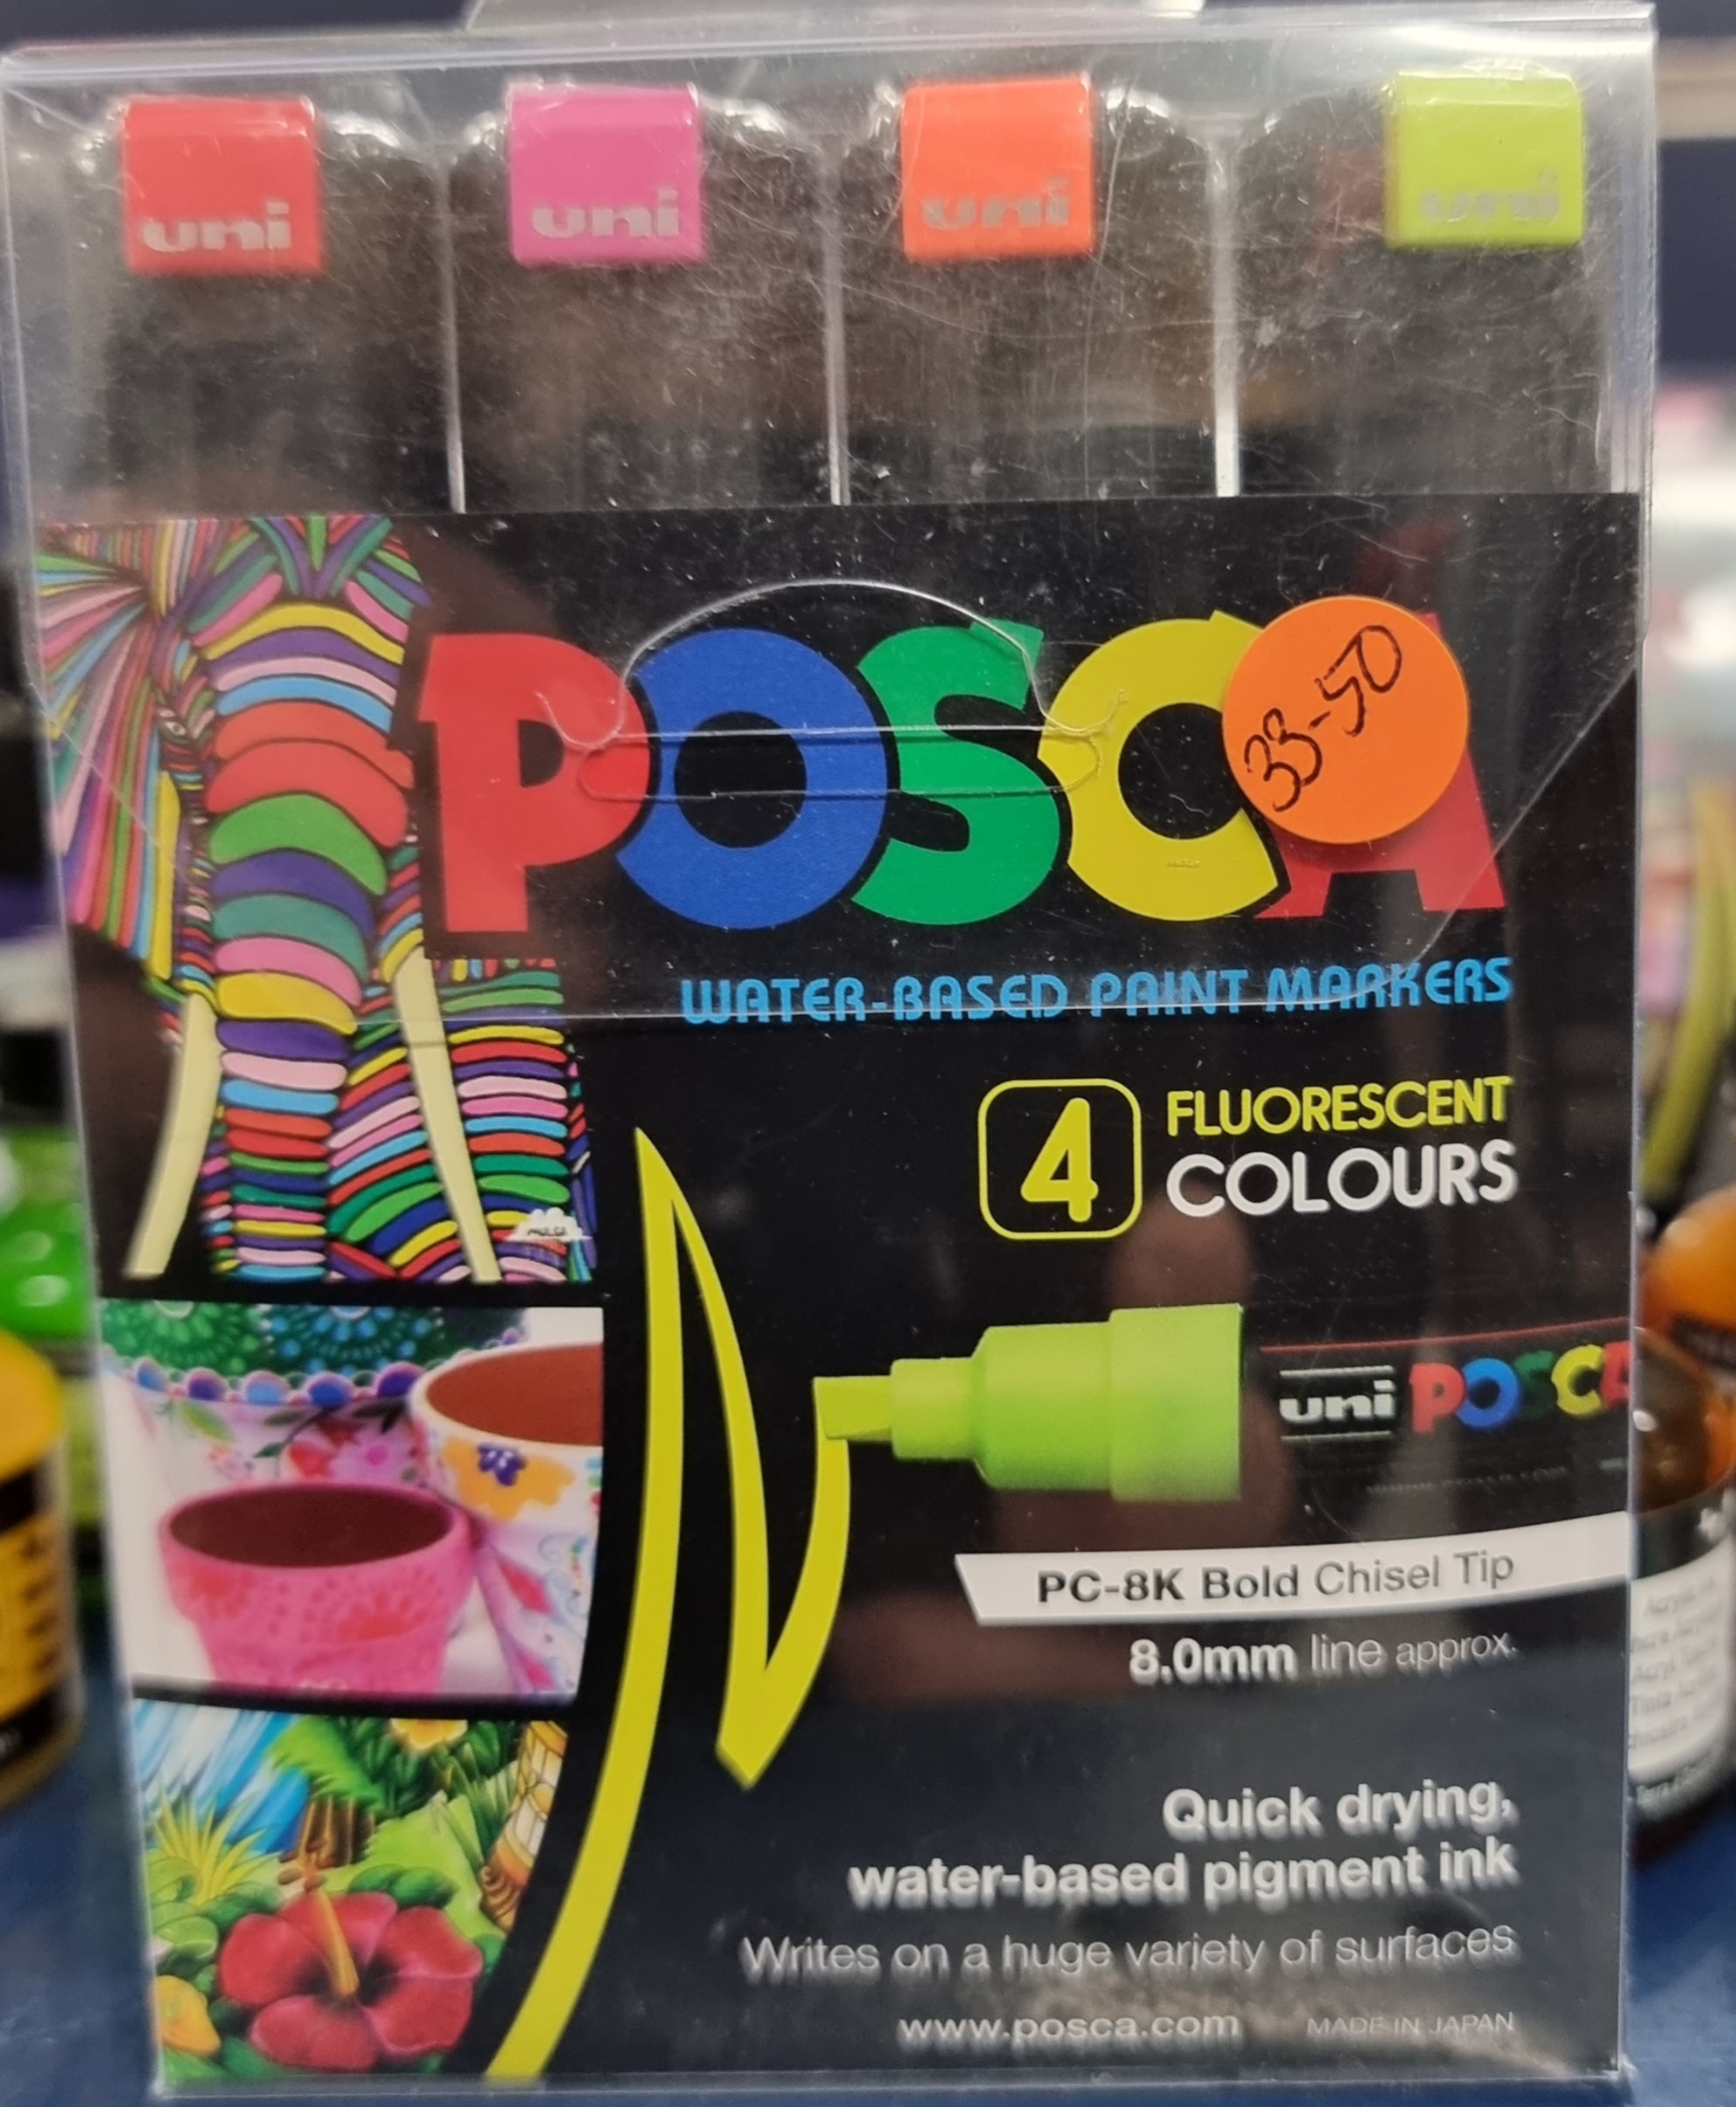 uni
uni
uni
uni
POSCA
33-50
WATER-BASED PAINT MARKERS
4 FLUORESCENT
COLOURS
uni POSCA
PC-8K Bold Chisel Tip
8.0mm line approx.
Quick drying,
water-based pigment ink
Writes on a huge variety of surfaces
www.posca.com MADE IN JAPAN